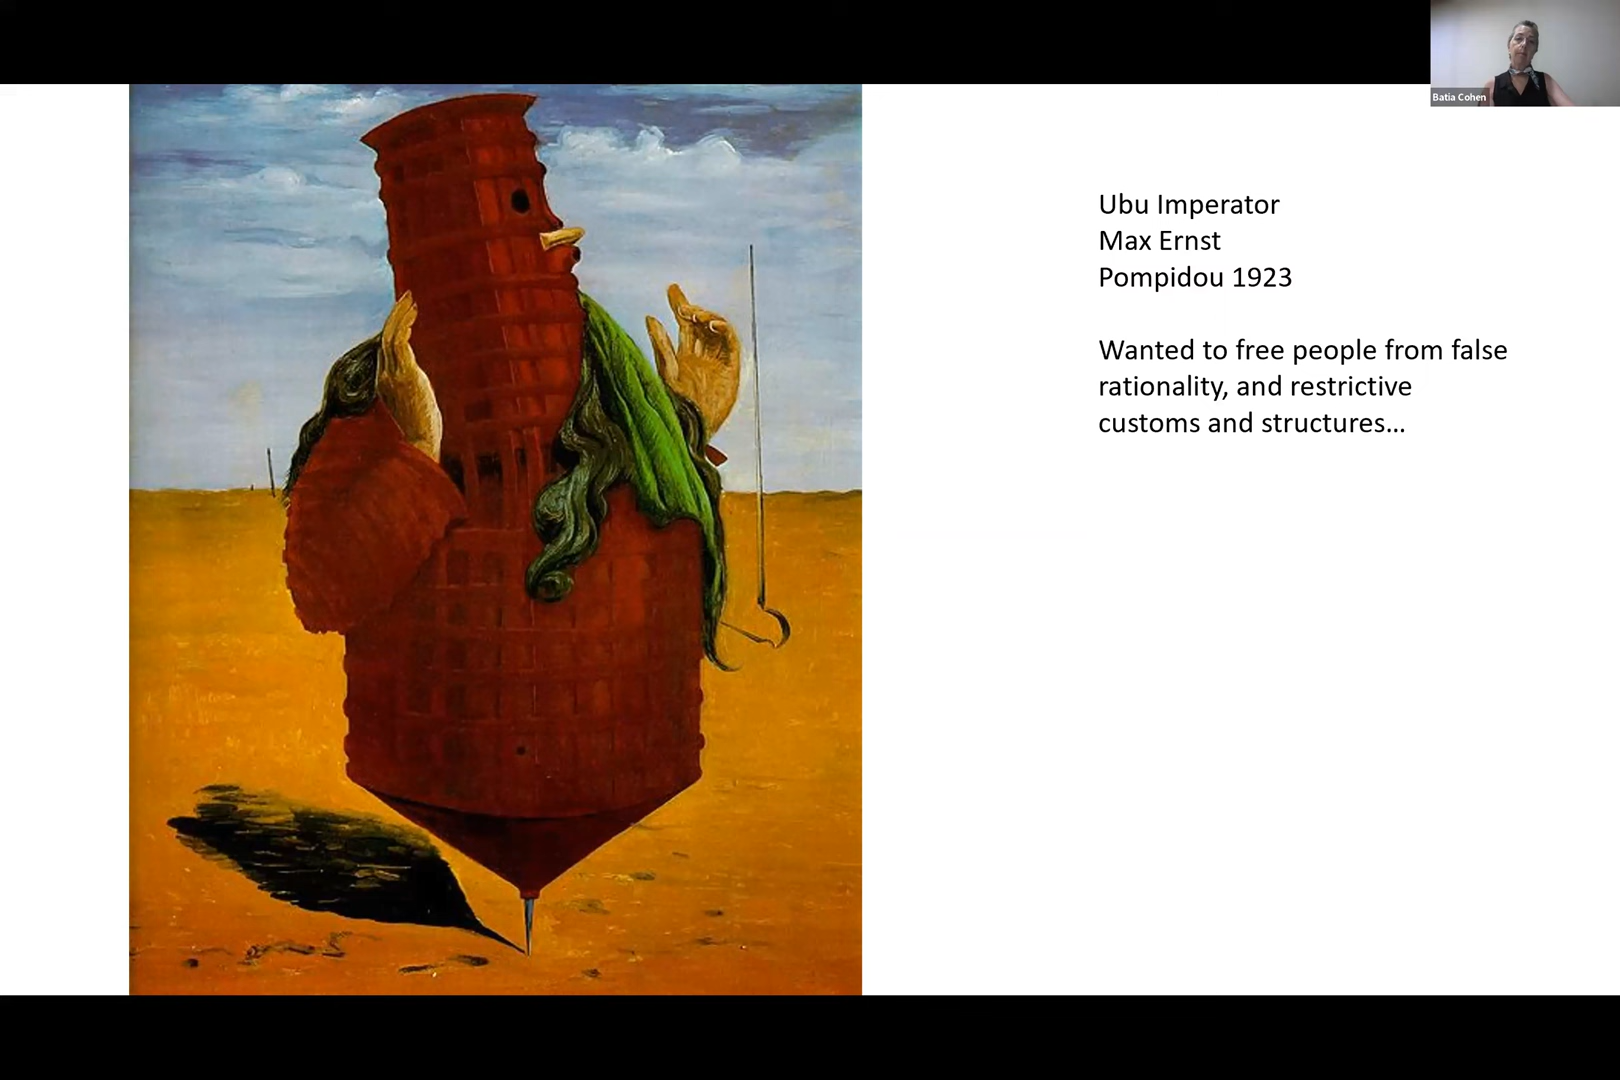 Batia Cohen
Ubu Imperator
Max Ernst
Pompidou 1923
Wanted to free people from false
rationality, and restrictive
customs and structures...